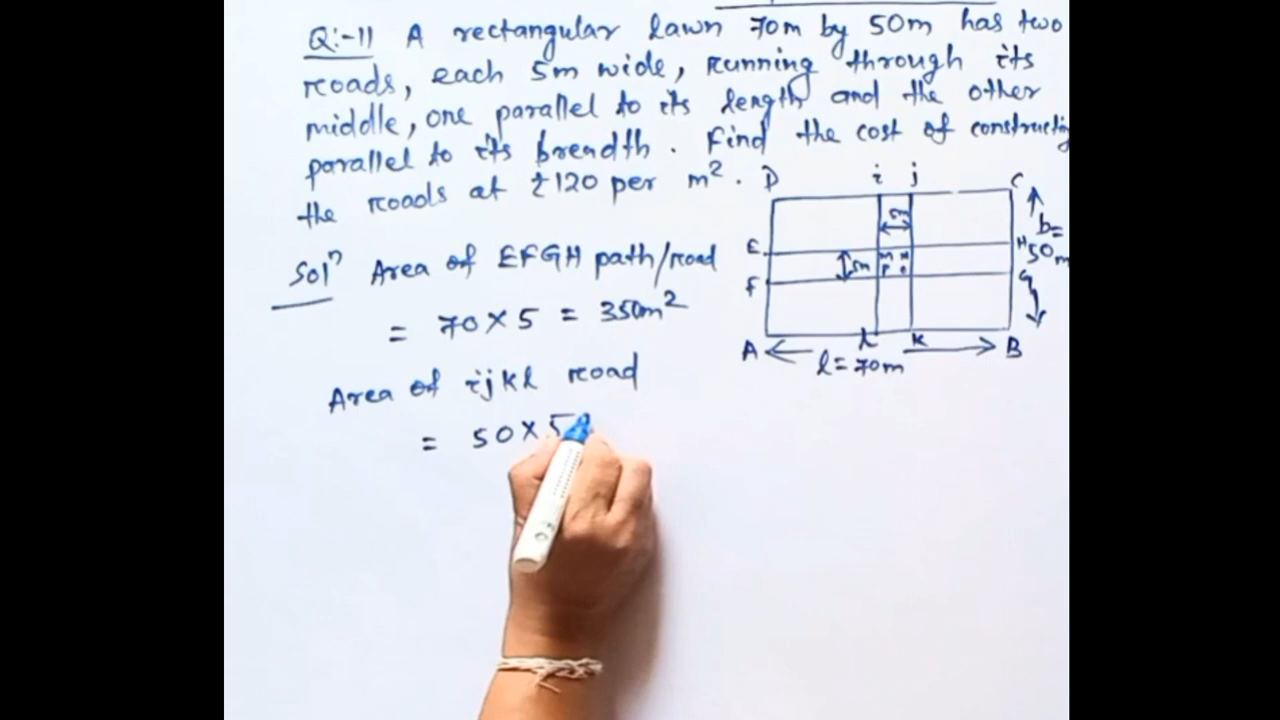 Q:-11 A rectangular lawn 70m by 50m has two
roads, each 5m wide, running through its
middle, one parallel to its length and the other
parallel to its breadth. Find the cost of constructing
the roads at ₹120 per m². 
D i j C
b=
50m
5m
E H
m n
5m
p o
F G
A l k B
l=70m
Solⁿ Area of EFGH path/road
= 70×5 = 350m²
Area of ijkl road
= 50×5